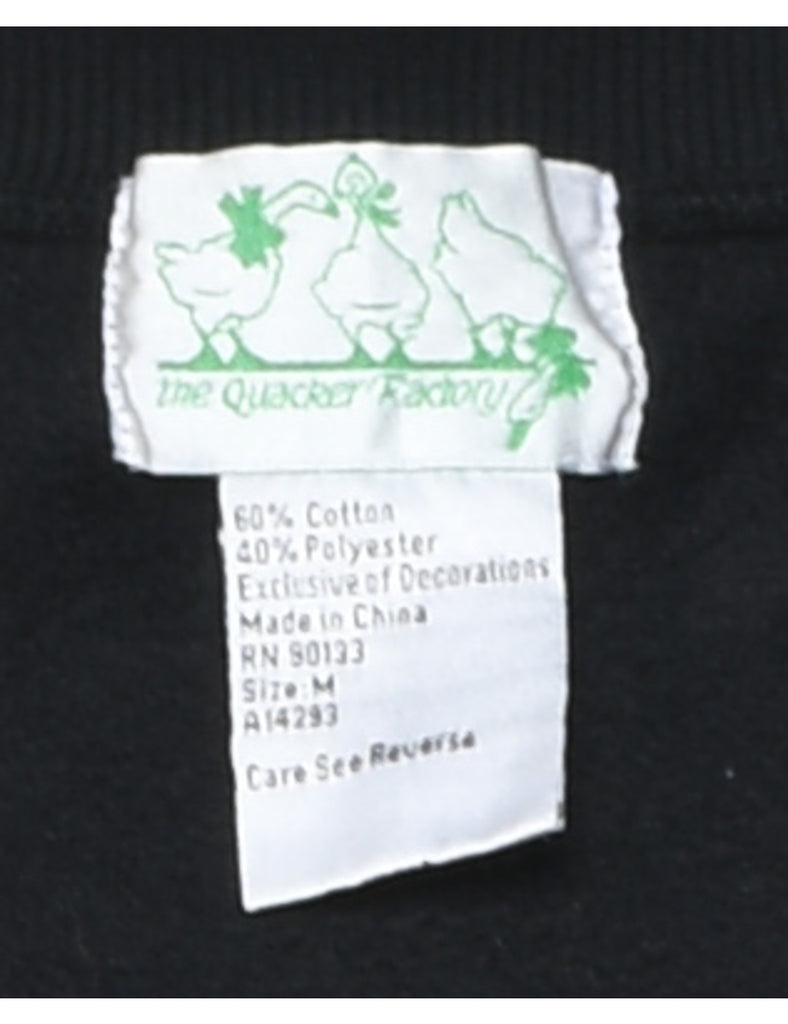 the Quacker Factory
60% Cotton
40% Polyester
Exclusive of Decorations
Made in China
RN 90133
Size: M
A14293
Care See Reverse